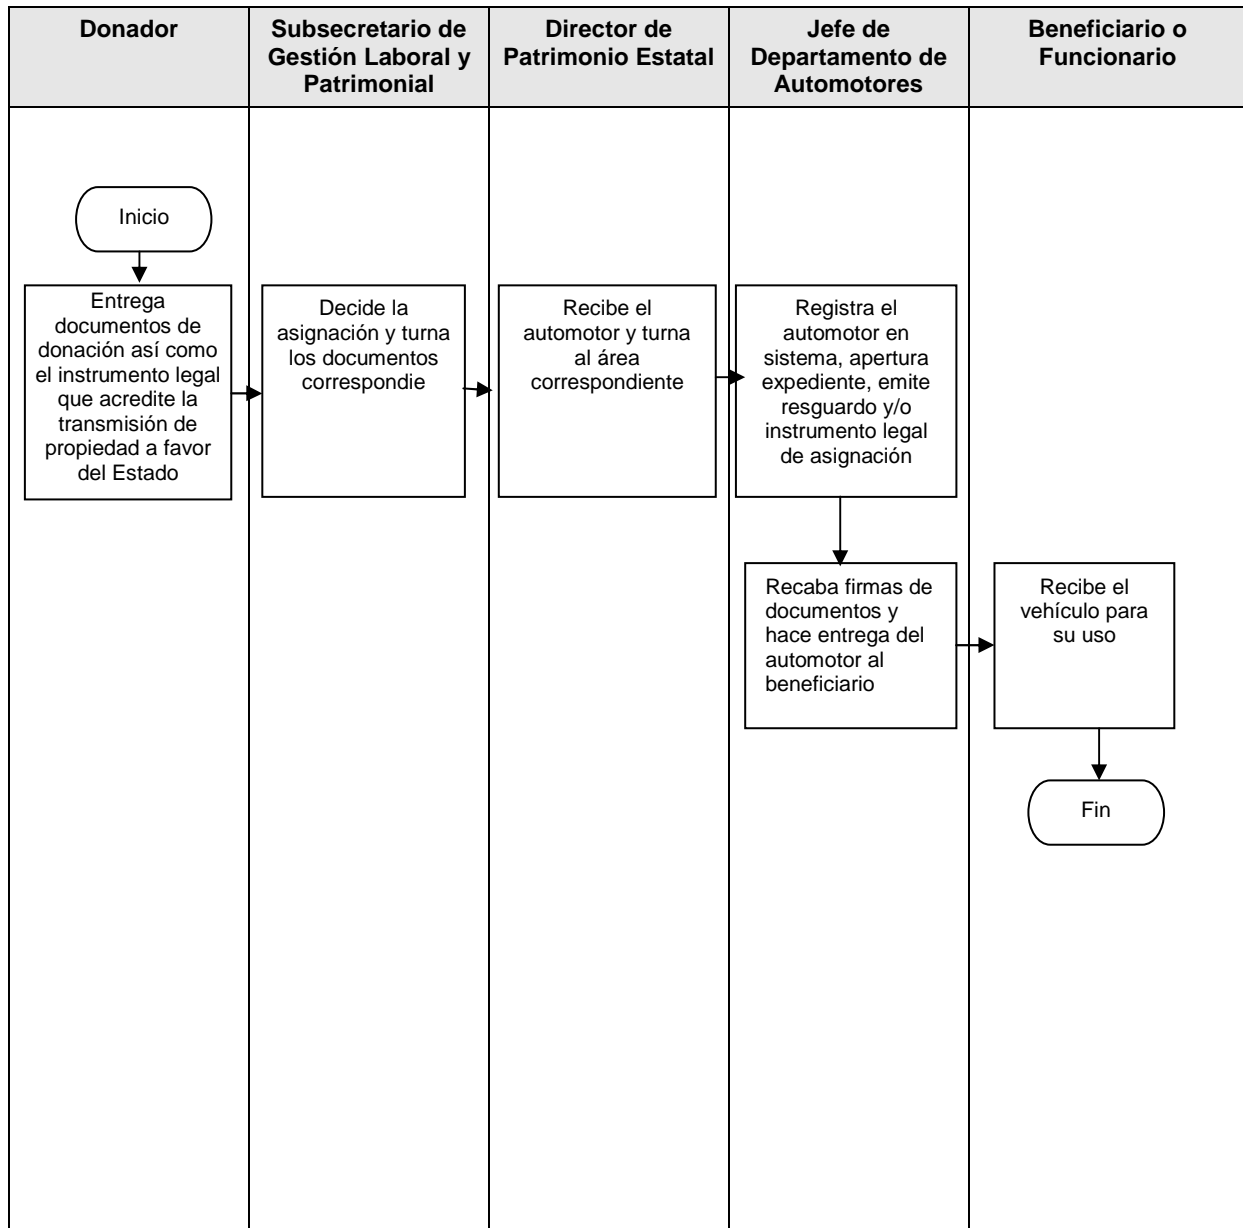 Donador
Subsecretario de
Gestión Laboral y
Patrimonial
Director de
Patrimonio Estatal
Jefe de
Departamento de
Automotores
Beneficiario o
Funcionario
Inicio
Entrega
documentos de
donación así como
el instrumento legal
que acredite la
transmisión de
propiedad a favor
del Estado
Decide la
asignación y turna
los documentos
correspondie
Recibe el
automotor y turna
al área
correspondiente
Registra el
automotor en
sistema, apertura
expediente, emite
resguardo y/o
instrumento legal
de asignación
Recaba firmas de
documentos y
hace entrega del
automotor al
beneficiario
Recibe el
vehículo para
su uso
Fin